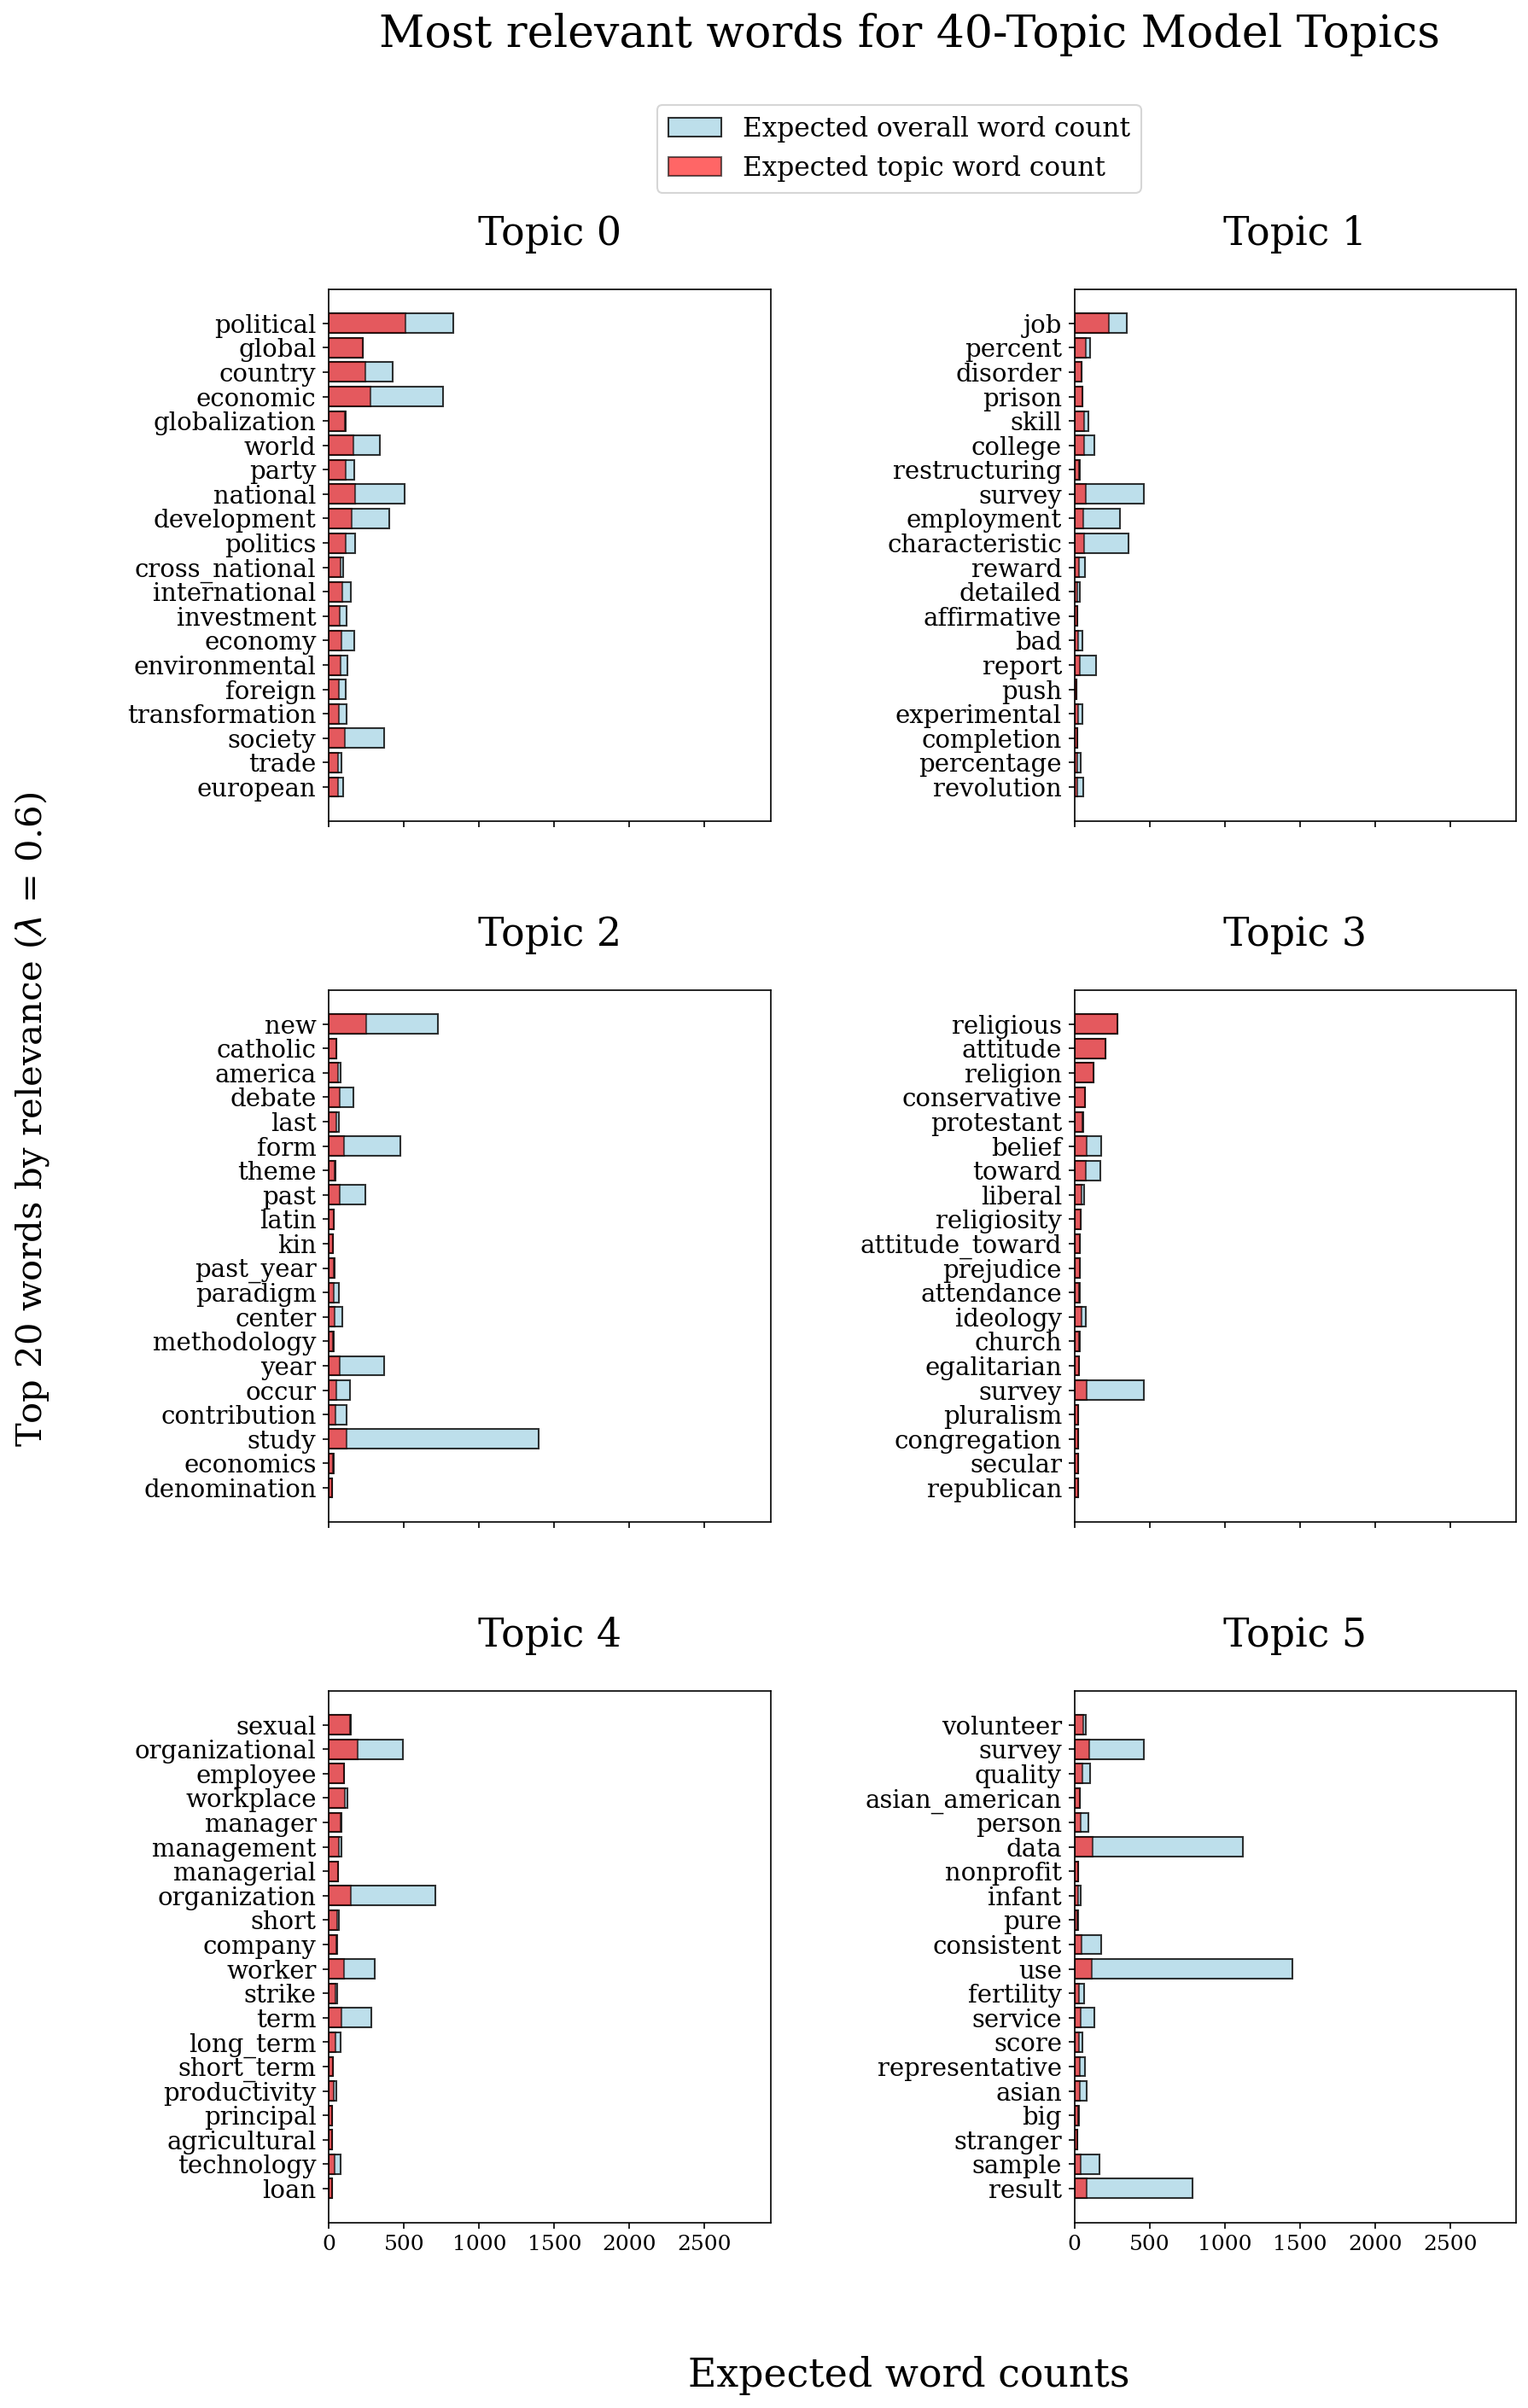 Most relevant words for 40-Topic Model Topics
Expected overall word count
Expected topic word count
Top 20 words by relevance (λ = 0.6)
Topic 0
political
global
country
economic
globalization
world
party
national
development
politics
cross_national
international
investment
economy
environmental
foreign
transformation
society
trade
european
Topic 1
job
percent
disorder
prison
skill
college
restructuring
survey
employment
characteristic
reward
detailed
affirmative
bad
report
push
experimental
completion
percentage
revolution
Topic 2
new
catholic
america
debate
last
form
theme
past
latin
kin
past_year
paradigm
center
methodology
year
occur
contribution
study
economics
denomination
Topic 3
religious
attitude
religion
conservative
protestant
belief
toward
liberal
religiosity
attitude_toward
prejudice
attendance
ideology
church
egalitarian
survey
pluralism
congregation
secular
republican
Topic 4
sexual
organizational
employee
workplace
manager
management
managerial
organization
short
company
worker
strike
term
long_term
short_term
productivity
principal
agricultural
technology
loan
0 500 1000 1500 2000 2500
Topic 5
volunteer
survey
quality
asian_american
person
data
nonprofit
infant
pure
consistent
use
fertility
service
score
representative
asian
big
stranger
sample
result
0 500 1000 1500 2000 2500
Expected word counts